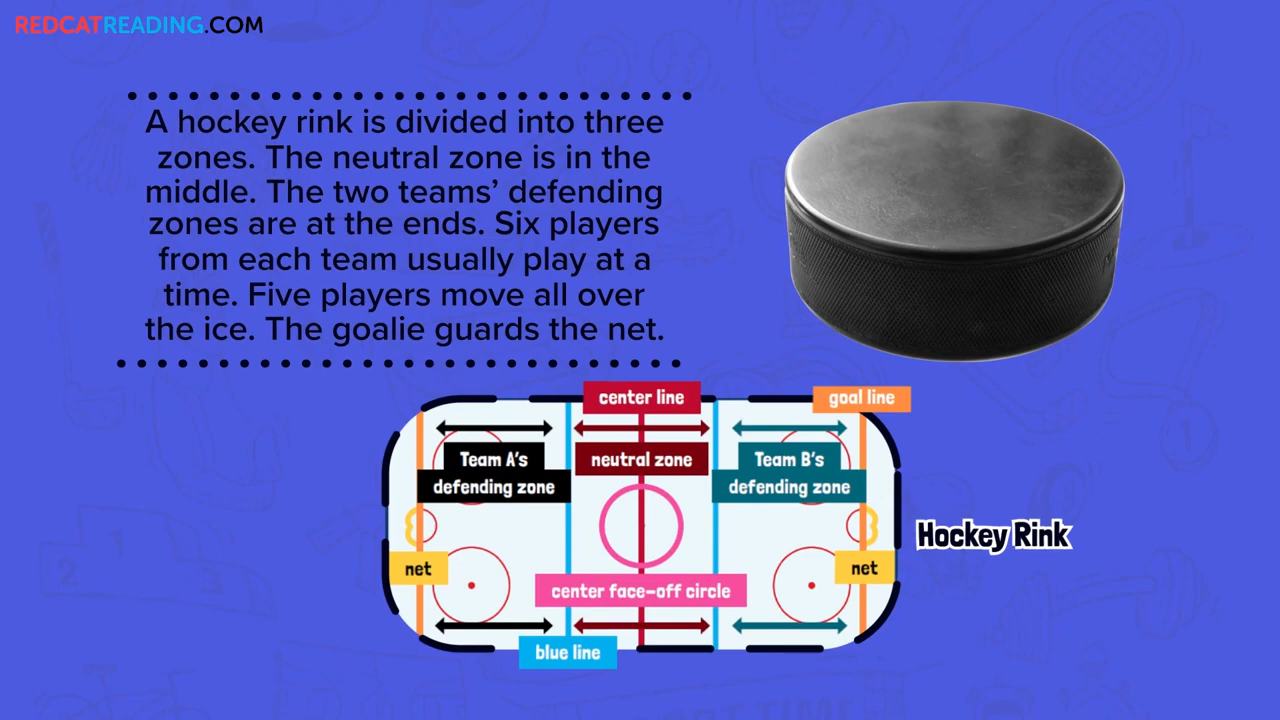 REDCATREADING.COM
A hockey rink is divided into three
zones. The neutral zone is in the
middle. The two teams’ defending
zones are at the ends. Six players
from each team usually play at a
time. Five players move all over
the ice. The goalie guards the net.
center line
goal line
Team A's
defending zone
neutral zone
Team B's
defending zone
Hockey Rink
net
net
center face-off circle
blue line
2
1